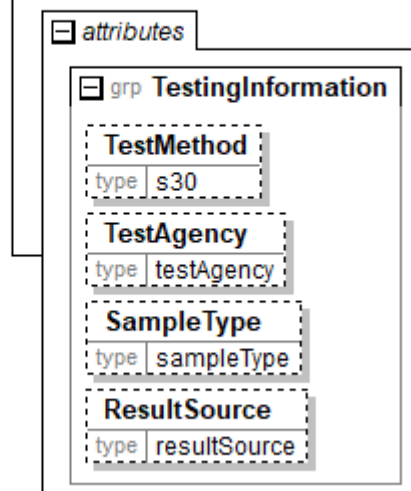 attributes
grp TestingInformation
TestMethod
type s30
TestAgency
type testAgency
SampleType
type sampleType
ResultSource
type resultSource